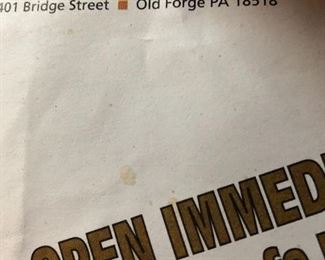 401 Bridge Street ■ Old Forge PA 18518
OPEN IMMED